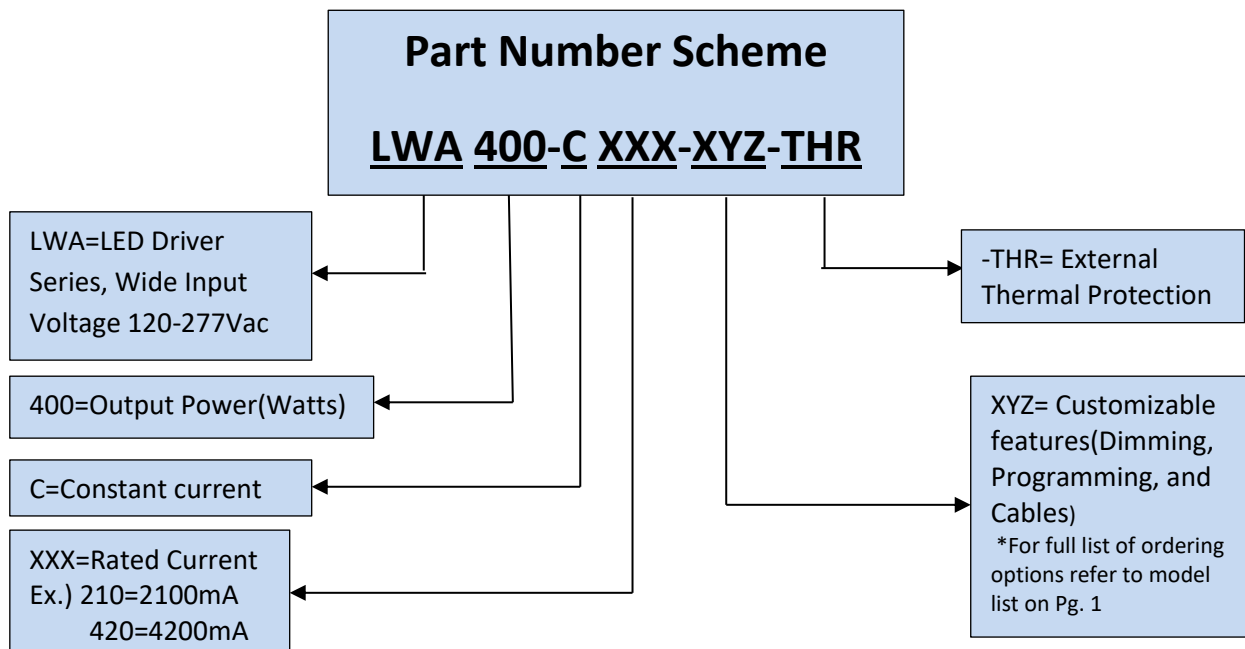 Part Number Scheme
LWA 400-C XXX-XYZ-THR
LWA=LED Driver
Series, Wide Input
Voltage 120-277Vac
400=Output Power(Watts)
C=Constant current
XXX=Rated Current
Ex.) 210=2100mA
420=4200mA
-THR= External
Thermal Protection
XYZ= Customizable
features(Dimming,
Programming, and
Cables)
*For full list of ordering
options refer to model
list on Pg. 1